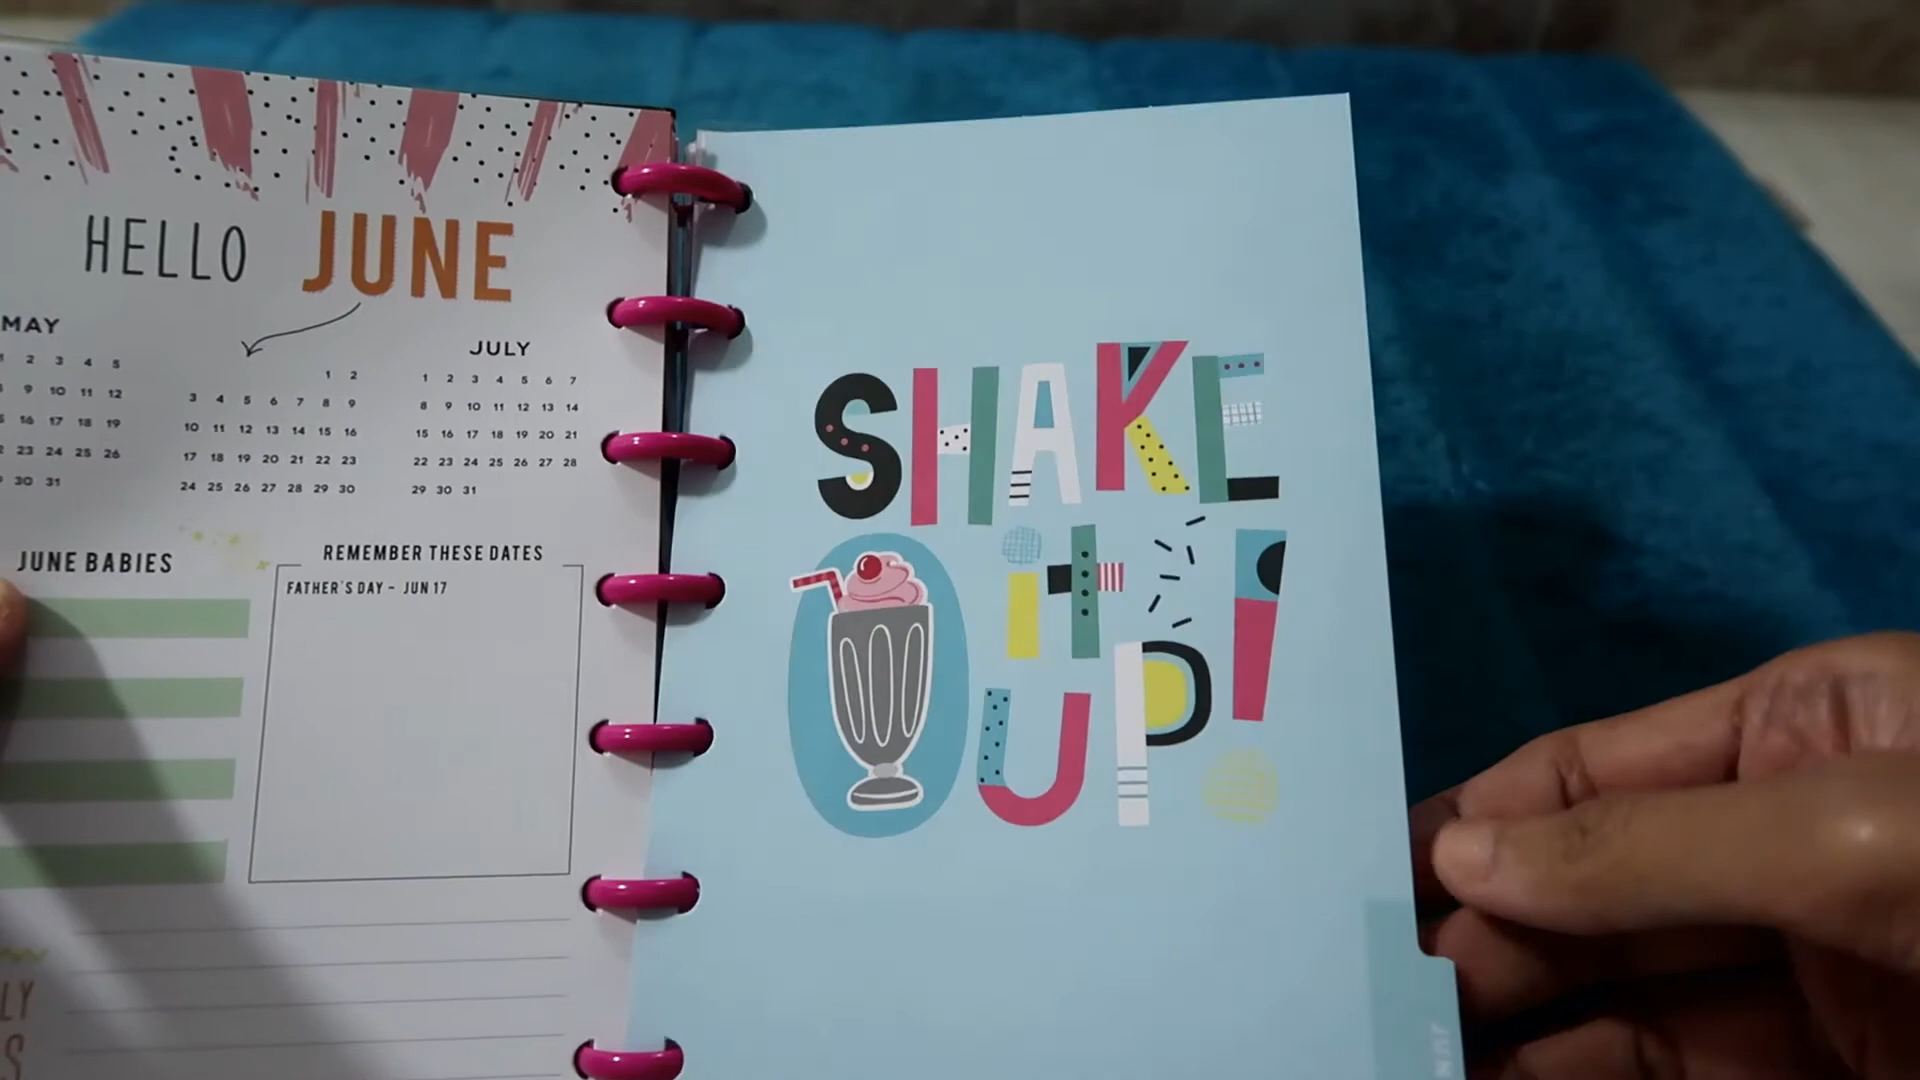 HELLO JUNE
MAY
2 3 4 5
9 10 11 12
16 17 18 19
23 24 25 26
30 31
1 2
3 4 5 6 7 8 9
10 11 12 13 14 15 16
17 18 19 20 21 22 23
24 25 26 27 28 29 30
JULY
1 2 3 4 5 6 7
8 9 10 11 12 13 14
15 16 17 18 19 20 21
22 23 24 25 26 27 28
29 30 31
JUNE BABIES
REMEMBER THESE DATES
FATHER'S DAY - JUN 17
LY
S
SHAKE
it
UP!
JUN